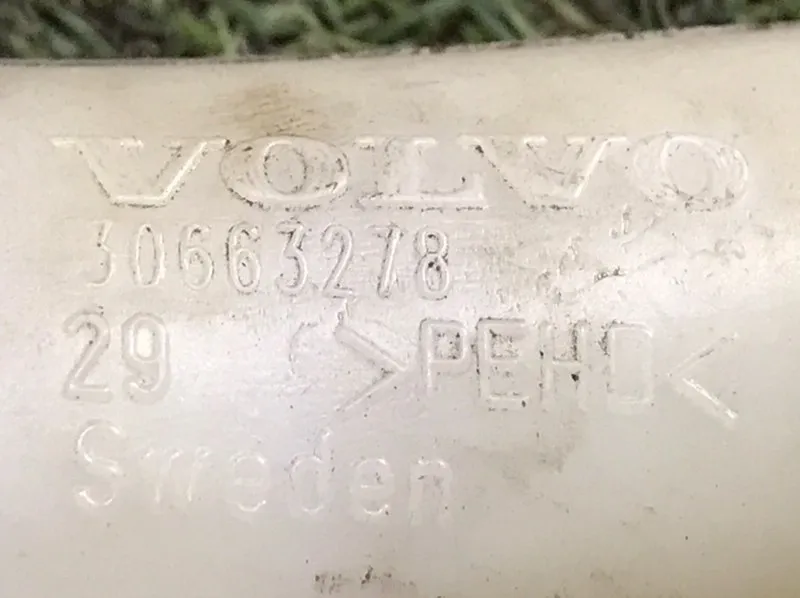 VOLVO
30663278
29 >PEHD<
Sweden